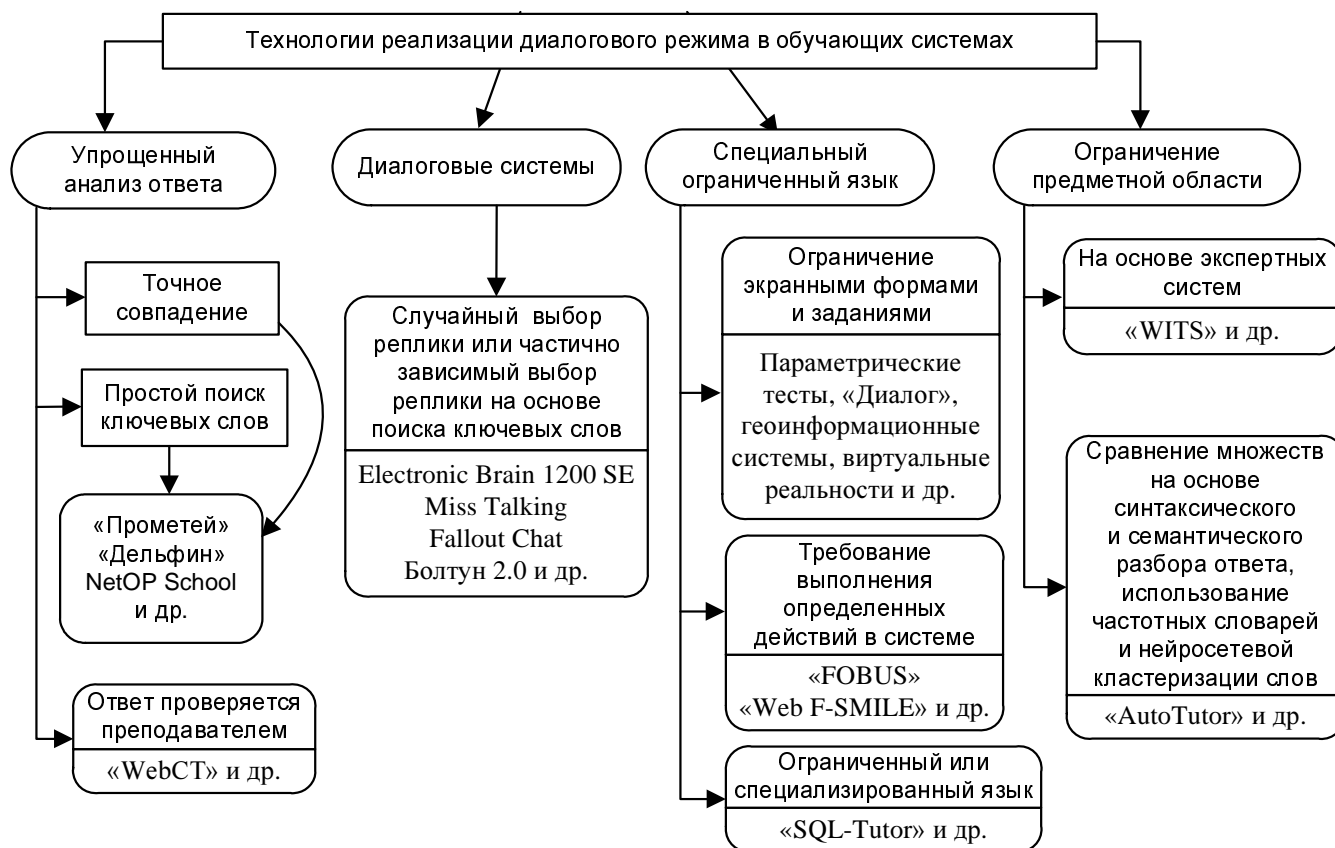 Технологии реализации диалогового режима в обучающих системах
Упрощенный
анализ ответа
Точное
совпадение
Простой поиск
ключевых слов
«Прометей»
«Дельфин»
NetOP School
и др.
Ответ проверяется
преподавателем
«WebCT» и др.
Диалоговые системы
Случайный выбор
реплики или частично
зависимый выбор
реплики на основе
поиска ключевых слов
Electronic Brain 1200 SE
Miss Talking
Fallout Chat
Болтун 2.0 и др.
Специальный
ограниченный язык
Ограничение
экранными формами
и заданиями
Параметрические
тесты, «Диалог»,
геоинформационные
системы, виртуальные
реальности и др.
Требование
выполнения
определенных
действий в системе
«FOBUS»
«Web F-SMILE» и др.
Ограниченный или
специализированный язык
«SQL-Tutor» и др.
Ограничение
предметной области
На основе экспертных
систем
«WITS» и др.
Сравнение множеств
на основе
синтаксического
и семантического
разбора ответа,
использование
частотных словарей
и нейросетевой
кластеризации слов
«AutoTutor» и др.